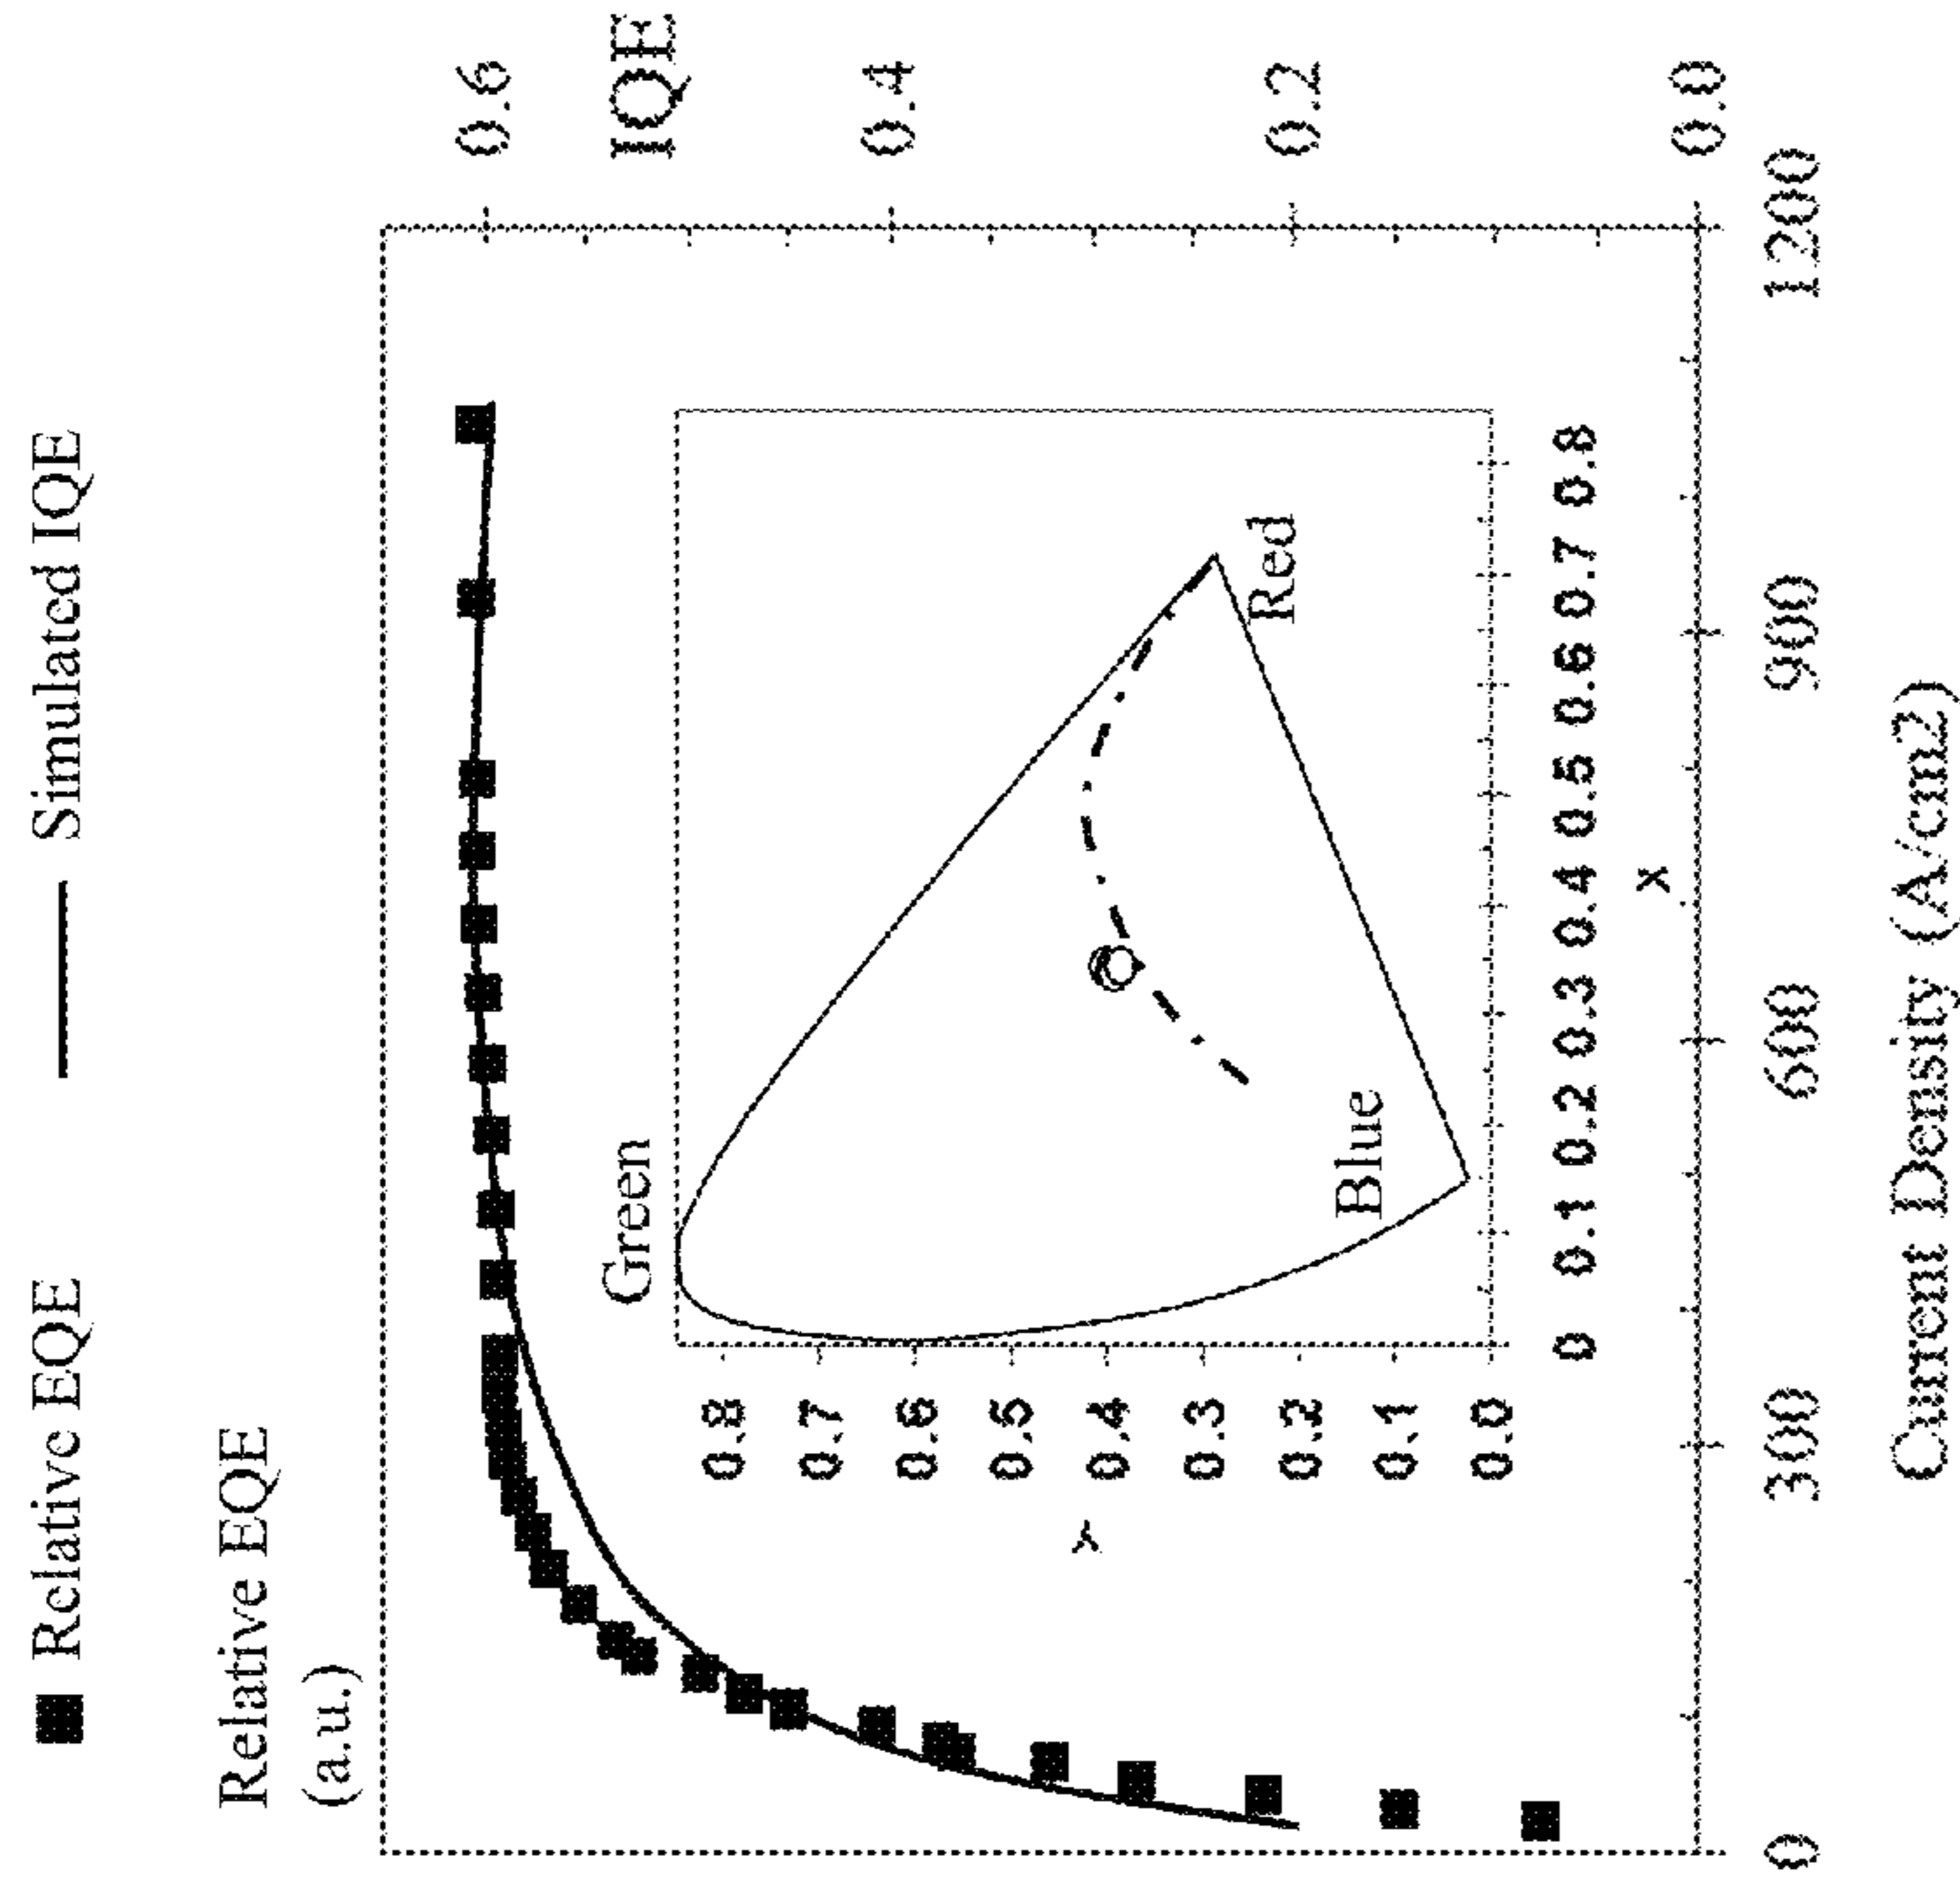 Relative EQE
Simulated IQE
Relative EQE
(a.u.)
0.6
IQE
0.4
0.2
0.0
Green
Blue
Red
0.8
0.7
0.6
0.5
0.4
0.3
0.2
0.1
0.0
Y
0 0.1 0.2 0.3 0.4 0.5 0.6 0.7 0.8
X
0 300 600 900 1200
Current Density (A/cm2)